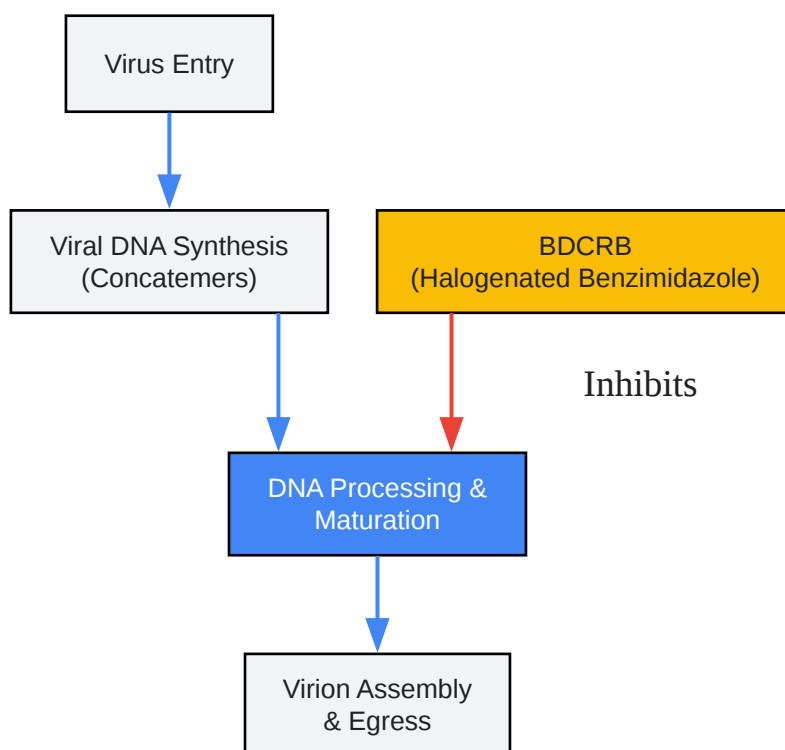 Virus Entry
Viral DNA Synthesis
(Concatemers)
BDCRB
(Halogenated Benzimidazole)
Inhibits
DNA Processing &
Maturation
Virion Assembly
& Egress